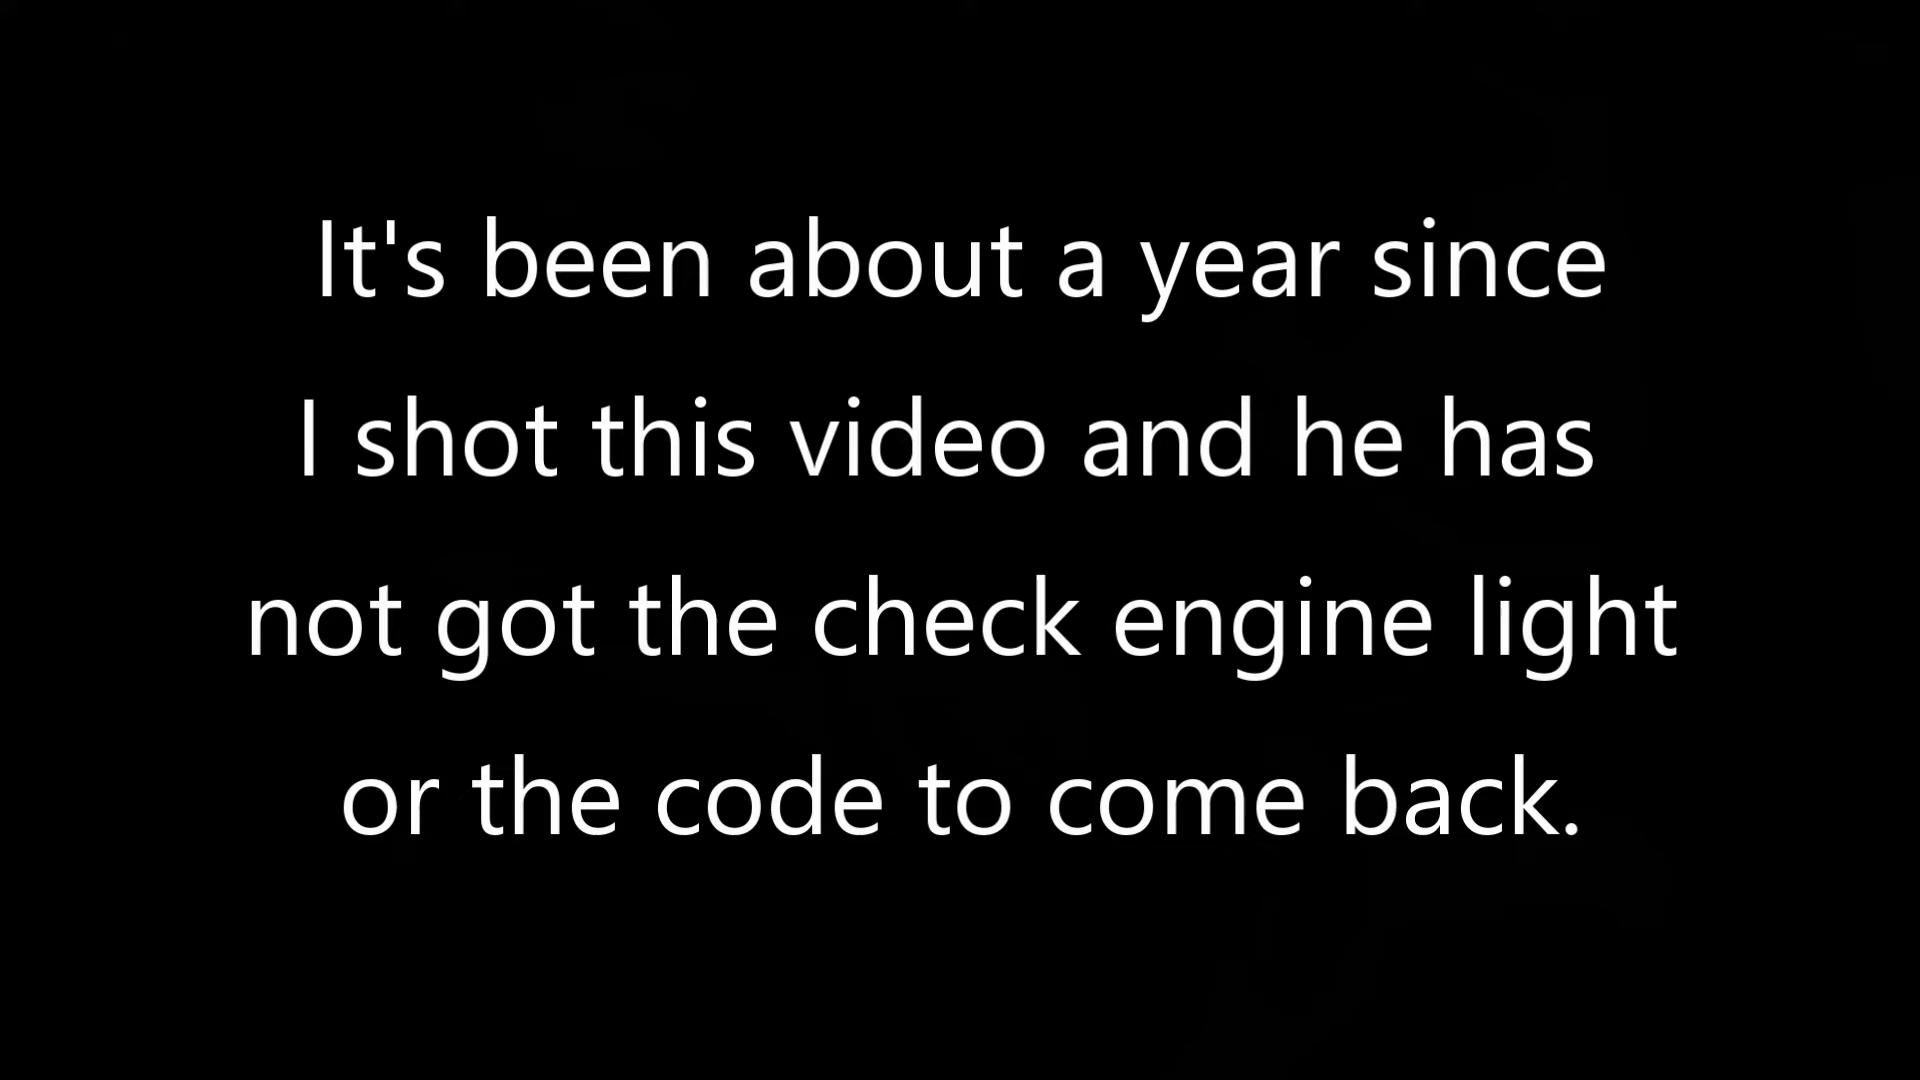 It's been about a year since
I shot this video and he has
not got the check engine light
or the code to come back.